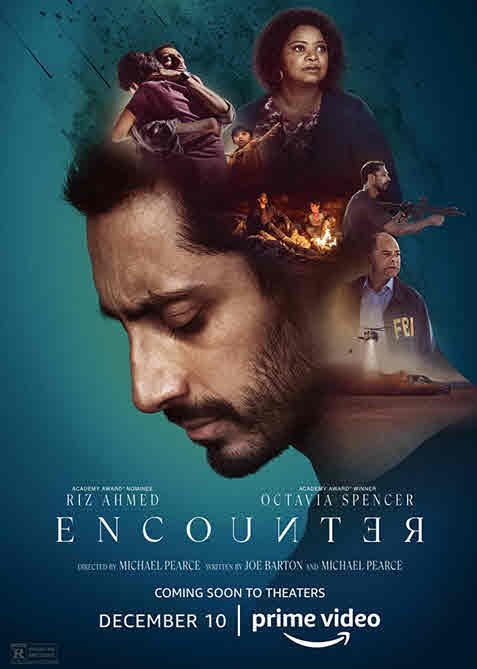 FBI
ACADEMY AWARD® NOMINEE
RIZ AHMED
ACADEMY AWARD® WINNER
OCTAVIA SPENCER
ENCOUNTER
DIRECTED BY MICHAEL PEARCE WRITTEN BY JOE BARTON AND MICHAEL PEARCE
COMING SOON TO THEATERS
DECEMBER 10 | prime video
R